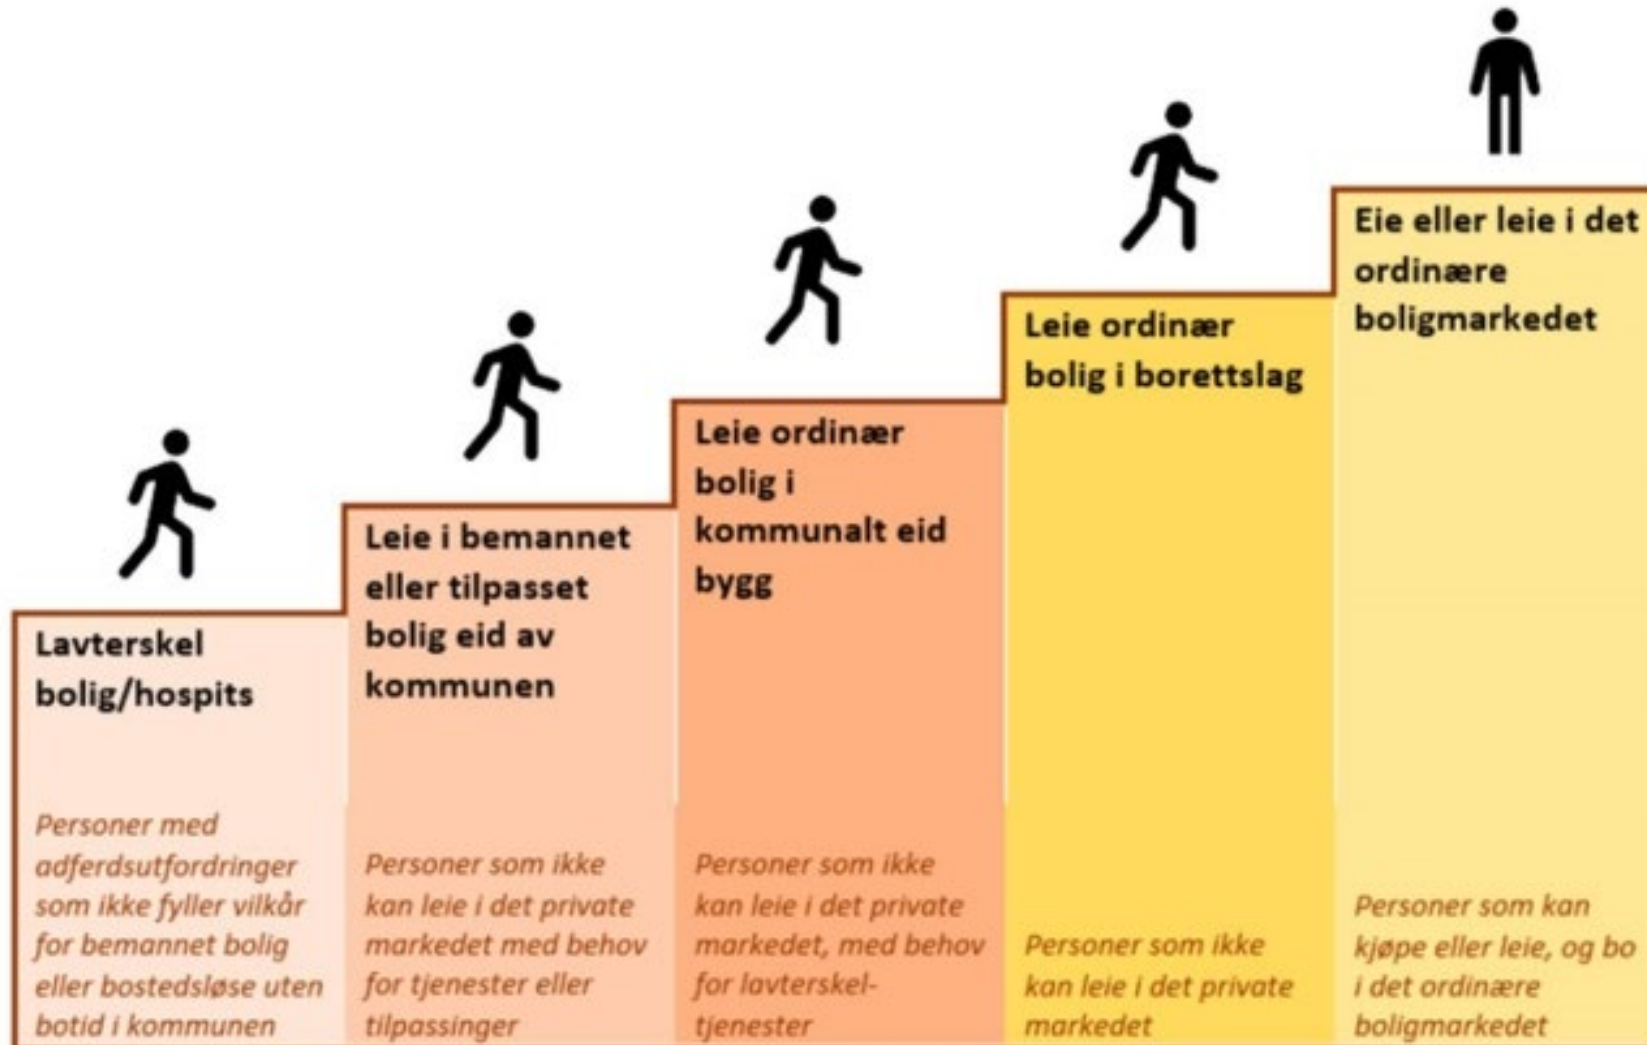 Lavterskel
bolig/hospits
Personer med
adferdsutfordringer
som ikke fyller vilkår
for bemannet bolig
eller bostedsløse uten
botid i kommunen
Leie i bemannet
eller tilpasset
bolig eid av
kommunen
Personer som ikke
kan leie i det private
markedet med behov
for tjenester eller
tilpassinger
Leie ordinær
bolig i
kommunalt eid
bygg
Personer som ikke
kan leie i det private
markedet, med behov
for lavterskel-
tjenester
Leie ordinær
bolig i borettslag
Personer som ikke
kan leie i det private
markedet
Eie eller leie i det
ordinære
boligmarkedet
Personer som kan
kjøpe eller leie, og bo
i det ordinære
boligmarkedet